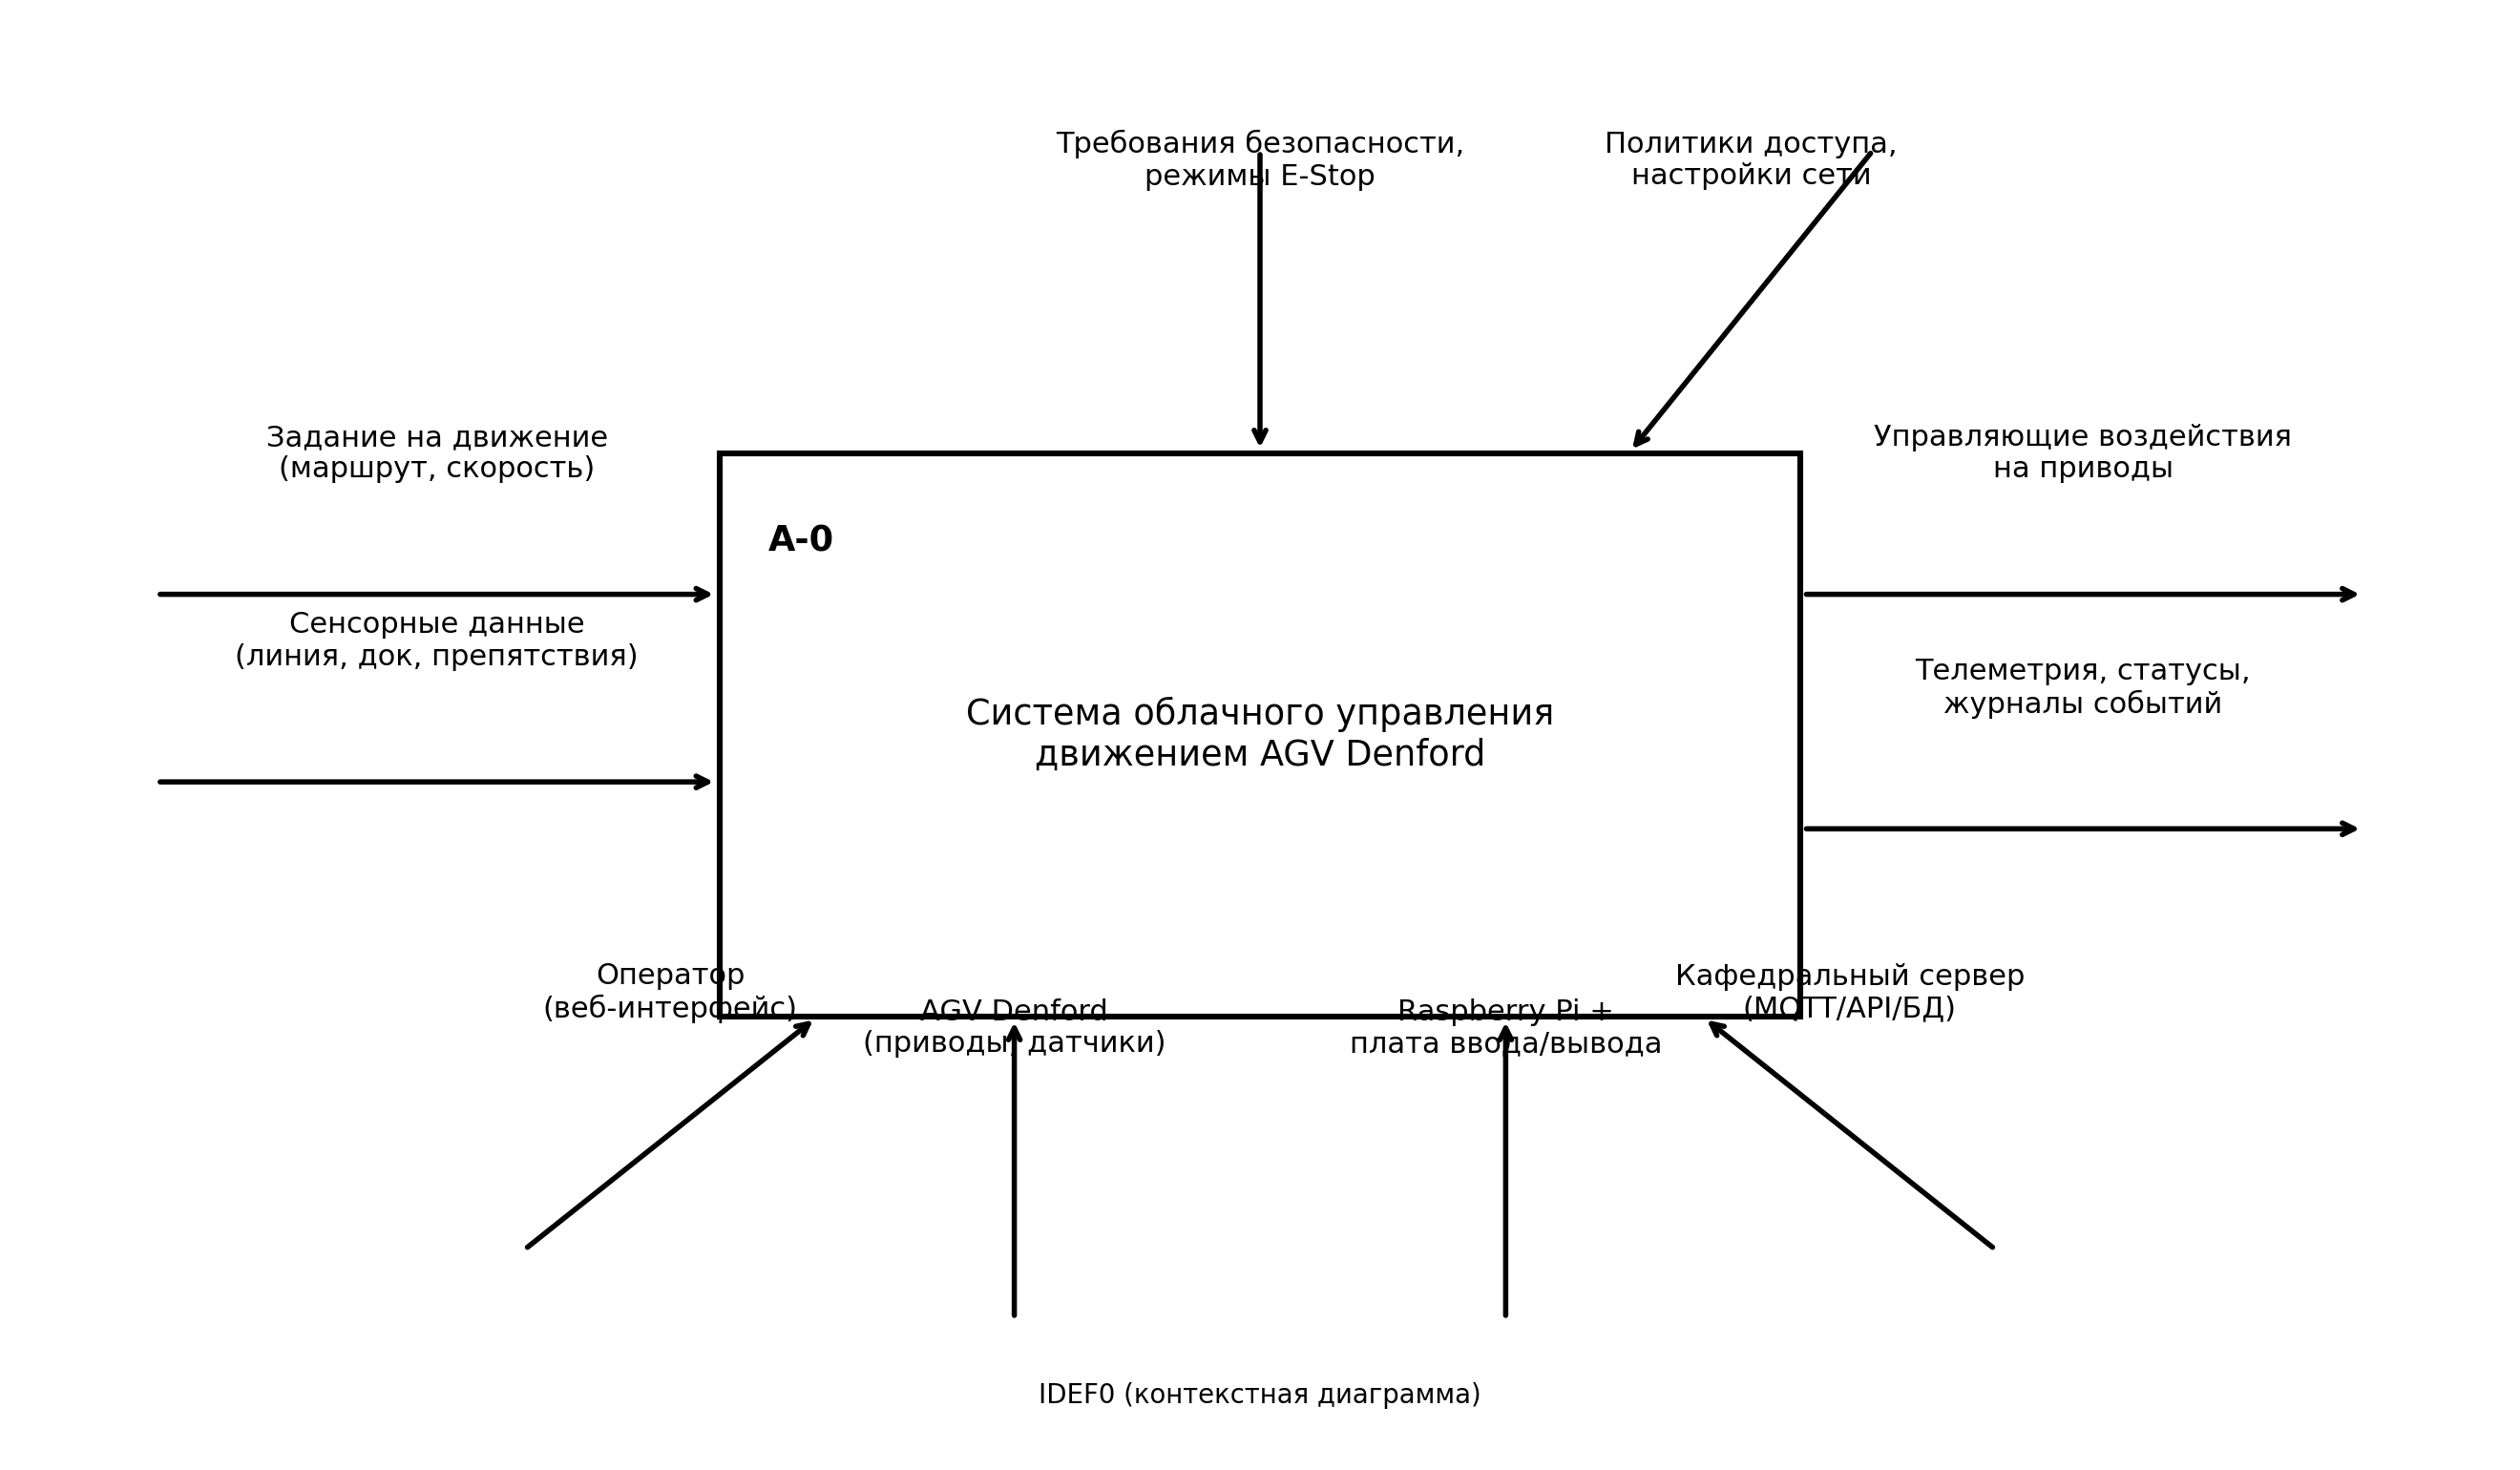 Требования безопасности,
режимы E-Stop
Политики доступа,
настройки сети
Задание на движение
(маршрут, скорость)
Управляющие воздействия
на приводы
A-0
Сенсорные данные
(линия, док, препятствия)
Телеметрия, статусы,
журналы событий
Система облачного управления
движением AGV Denford
Оператор
(веб-интерфейс)
AGV Denford
(приводы, датчики)
Raspberry Pi +
плата ввода/вывода
Кафедральный сервер
(MQTT/API/БД)
IDEF0 (контекстная диаграмма)